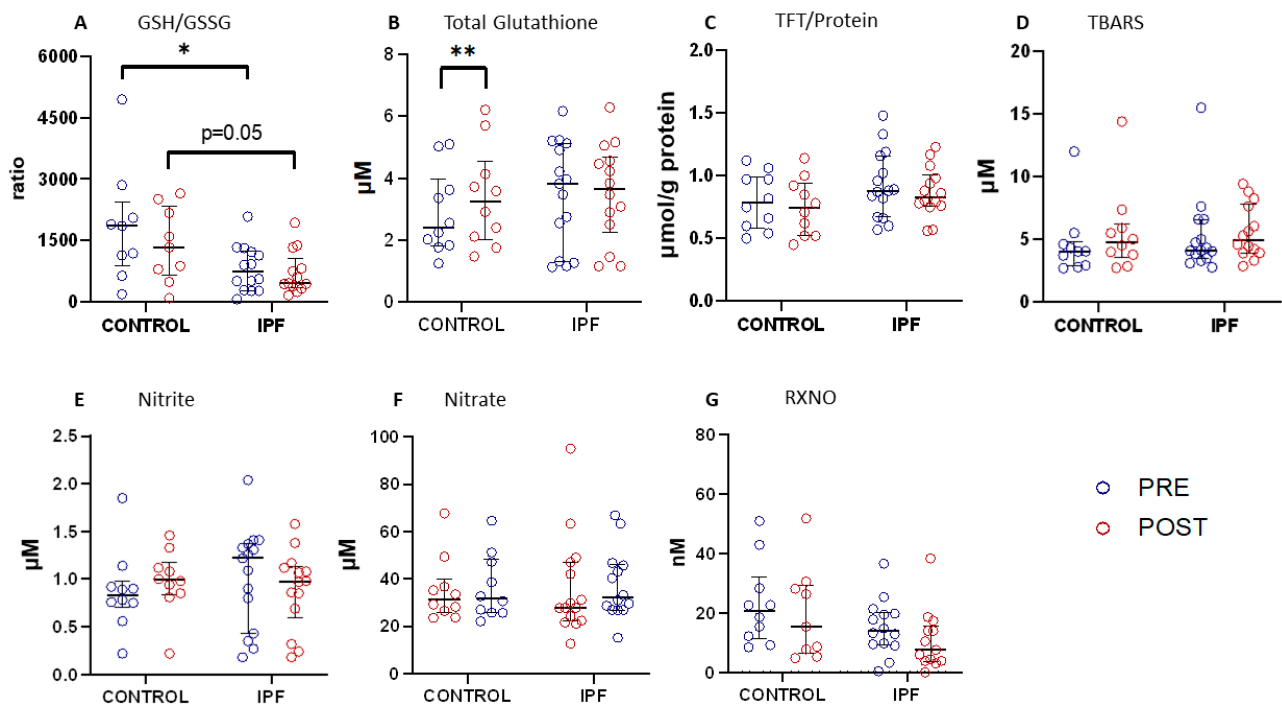 A GSH/GSSG
6000
4500
3000
1500
0
ratio
*
p=0.05
CONTROL IPF
B Total Glutathione
8
6
4
2
0
µM
**
CONTROL IPF
C TFT/Protein
2.0
1.5
1.0
0.5
0.0
µmol/g protein
CONTROL IPF
D TBARS
20
15
10
5
0
µM
CONTROL IPF
E Nitrite
2.5
2.0
1.5
1.0
0.5
0.0
µM
CONTROL IPF
F Nitrate
100
80
60
40
20
0
µM
CONTROL IPF
G RXNO
80
60
40
20
0
nM
CONTROL IPF
PRE
POST